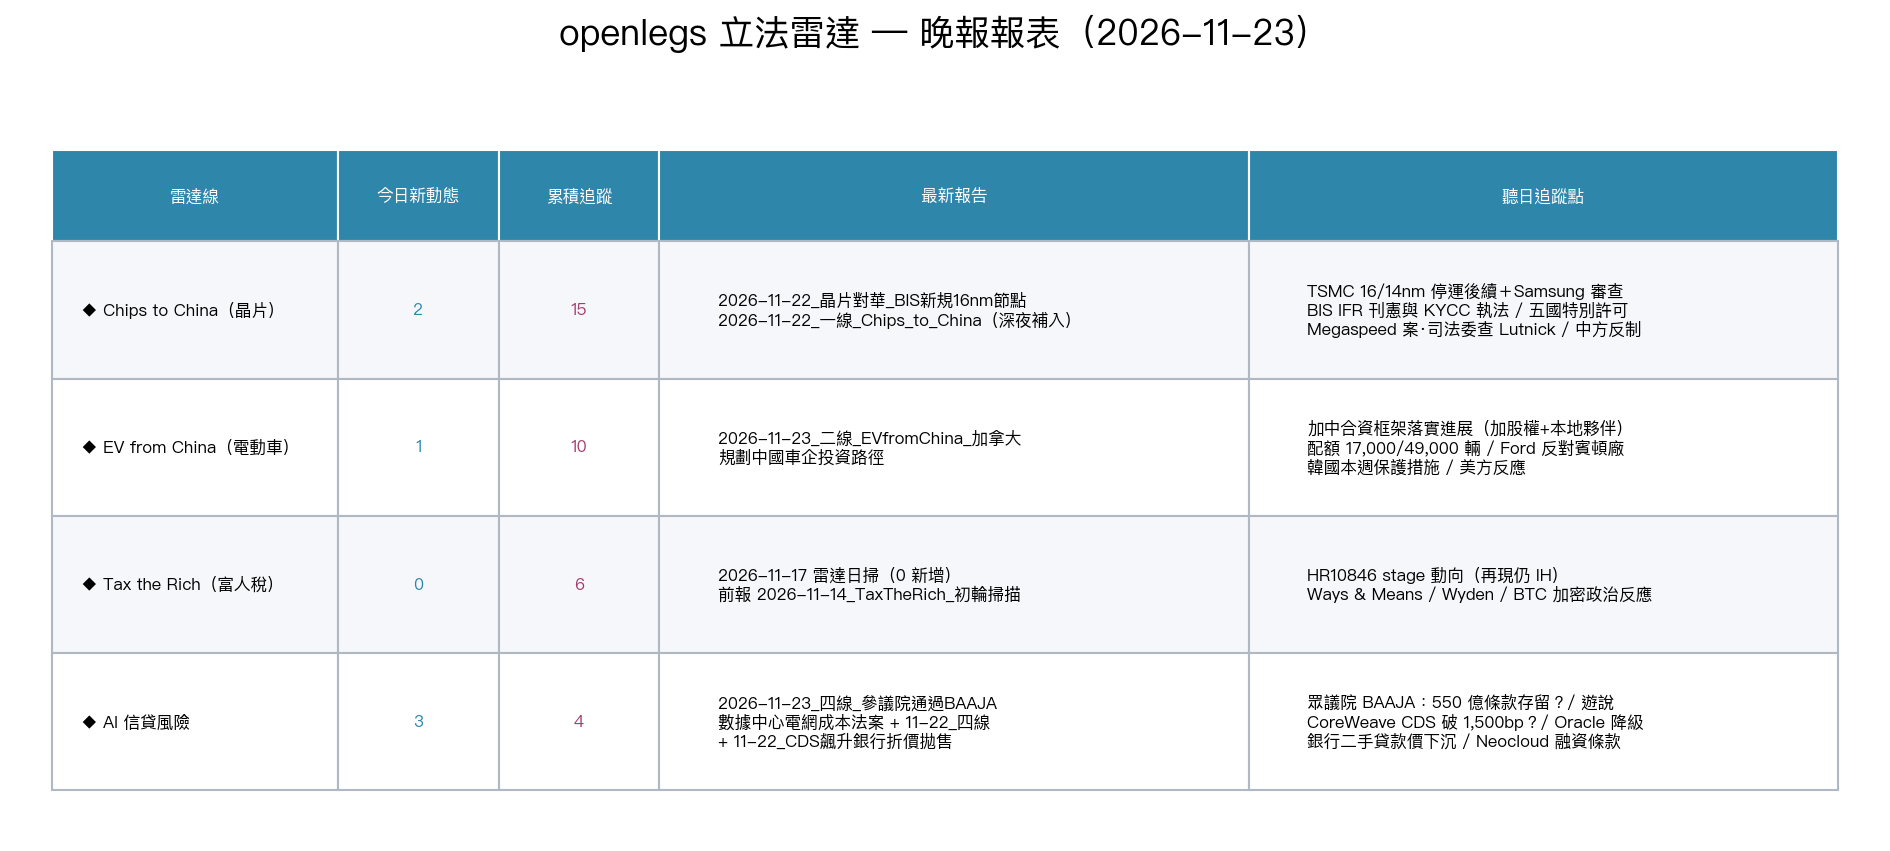 openlegs 立法雷達 — 晚報報表（2026-11-23）
雷達線
今日新動態
累積追蹤
最新報告
聽日追蹤點
◆ Chips to China（晶片）
2
15
2026-11-22_晶片對華_BIS新規16nm節點
2026-11-22_一線_Chips_to_China（深夜補入）
TSMC 16/14nm 停運後續＋Samsung 審查
BIS IFR 刊憲與 KYCC 執法 / 五國特別許可
Megaspeed 案·司法委查 Lutnick / 中方反制
◆ EV from China（電動車）
1
10
2026-11-23_二線_EVfromChina_加拿大
規劃中國車企投資路徑
加中合資框架落實進展（加股權+本地夥伴）
配額 17,000/49,000 輛 / Ford 反對賓頓廠
韓國本週保護措施 / 美方反應
◆ Tax the Rich（富人稅）
0
6
2026-11-17 雷達日掃（0 新增）
前報 2026-11-14_TaxTheRich_初輪掃描
HR10846 stage 動向（再現仍 IH）
Ways & Means / Wyden / BTC 加密政治反應
◆ AI 信貸風險
3
4
2026-11-23_四線_參議院通過BAAJA
數據中心電網成本法案 + 11-22_四線
+ 11-22_CDS飆升銀行折價拋售
眾議院 BAAJA：550 億條款存留？/ 遊說
CoreWeave CDS 破 1,500bp？/ Oracle 降級
銀行二手貸款價下沉 / Neocloud 融資條款